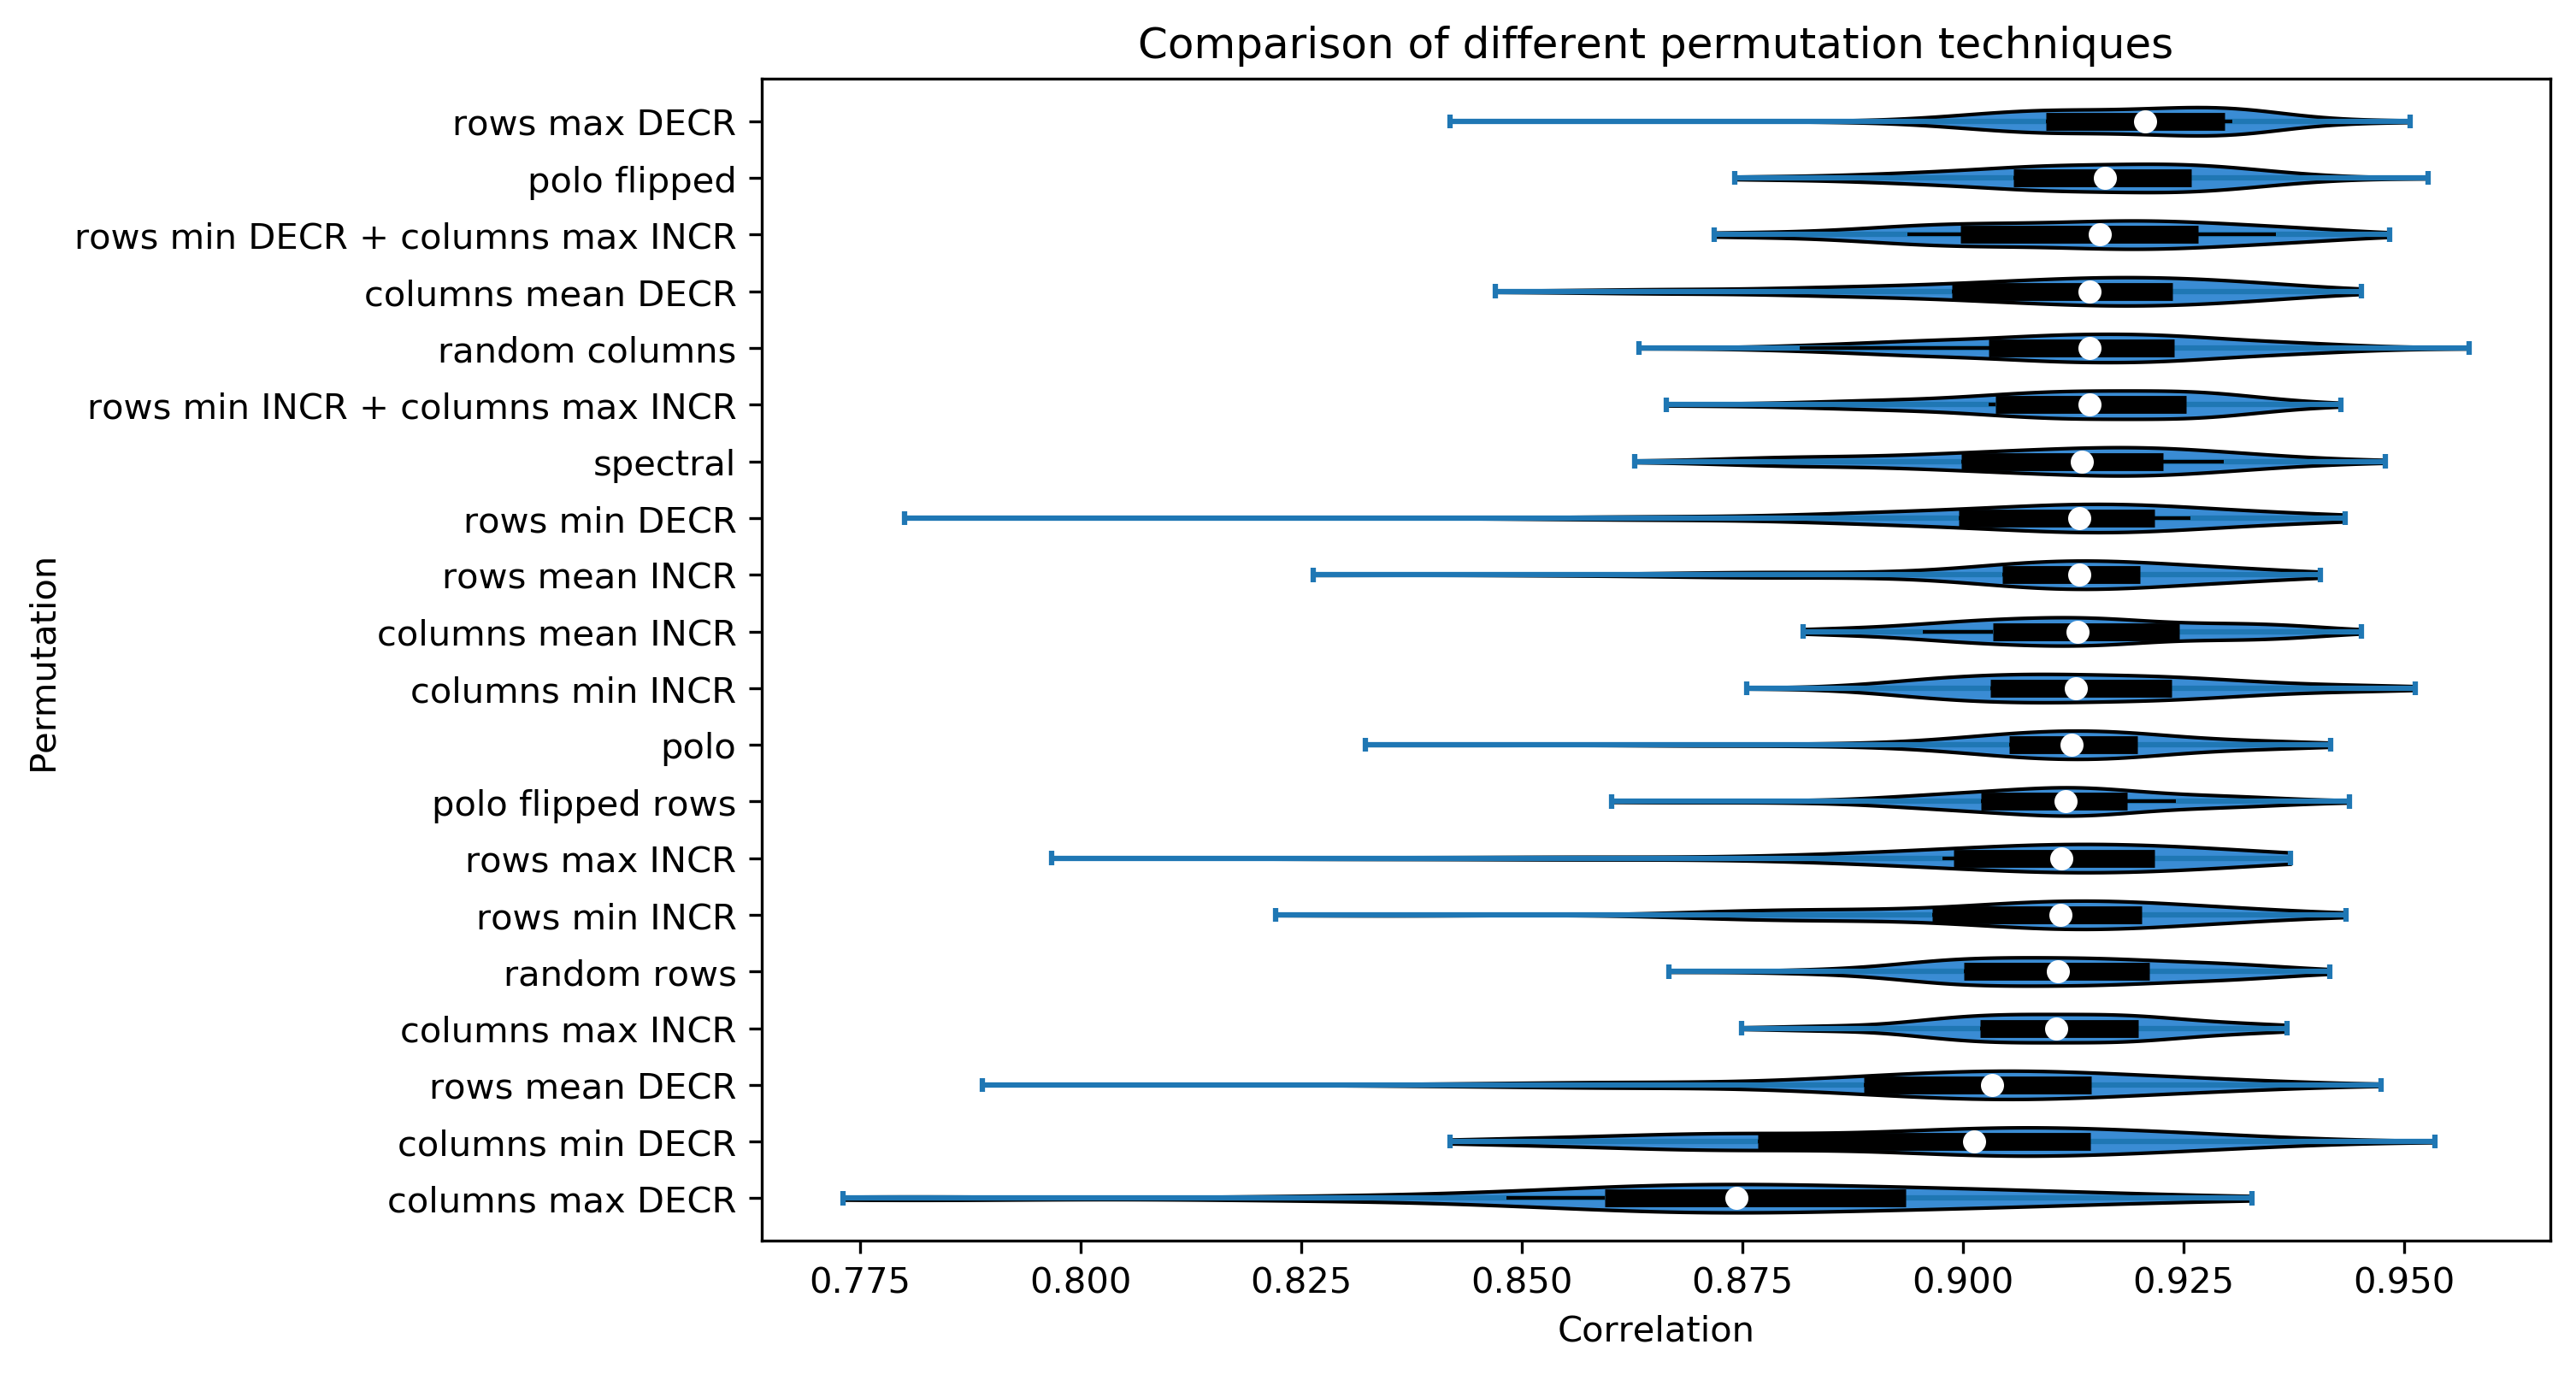 Comparison of different permutation techniques
rows max DECR
polo flipped
rows min DECR + columns max INCR
columns mean DECR
random columns
rows min INCR + columns max INCR
spectral
rows min DECR
rows mean INCR
columns mean INCR
columns min INCR
polo
polo flipped rows
rows max INCR
rows min INCR
random rows
columns max INCR
rows mean DECR
columns min DECR
columns max DECR
Permutation
0.775 0.800 0.825 0.850 0.875 0.900 0.925 0.950
Correlation